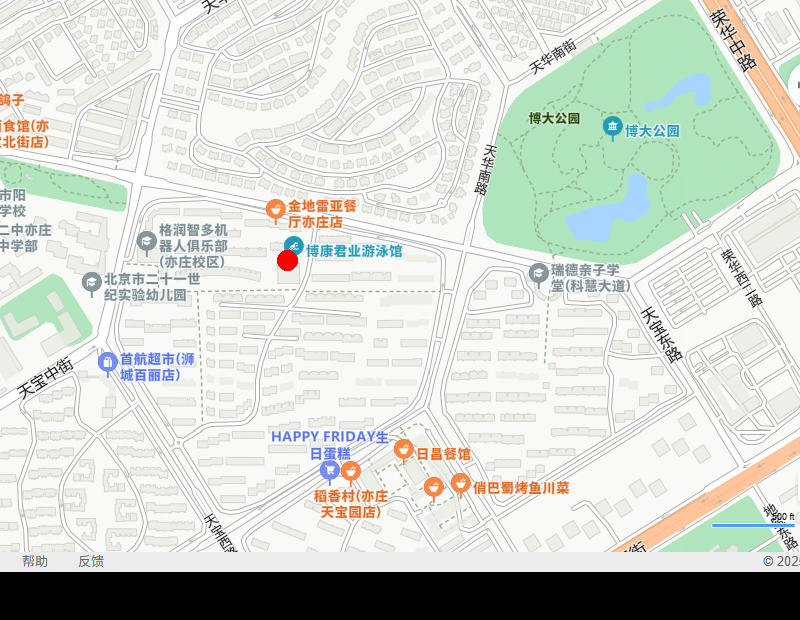 天
荣华中路
天华南街
鸽子
博大公园
博大公园
食馆(亦
北街店)
天华南路
市阳
学校
金地雷亚餐
厅亦庄店
二中亦庄
中学部
格润智多机
器人俱乐部
(亦庄校区)
博康君业游泳馆
荣华西二路
瑞德亲子学
堂(科慧大道)
北京市二十一世
纪实验幼儿园
天宝东路
首航超市(狮
城百丽店)
天宝中街
HAPPY FRIDAY生
日蛋糕
日昌餐馆
稻香村(亦庄
天宝园店)
俏巴蜀烤鱼川菜
天宝西路
地
东路
500 ft
街
帮助
反馈
© 202